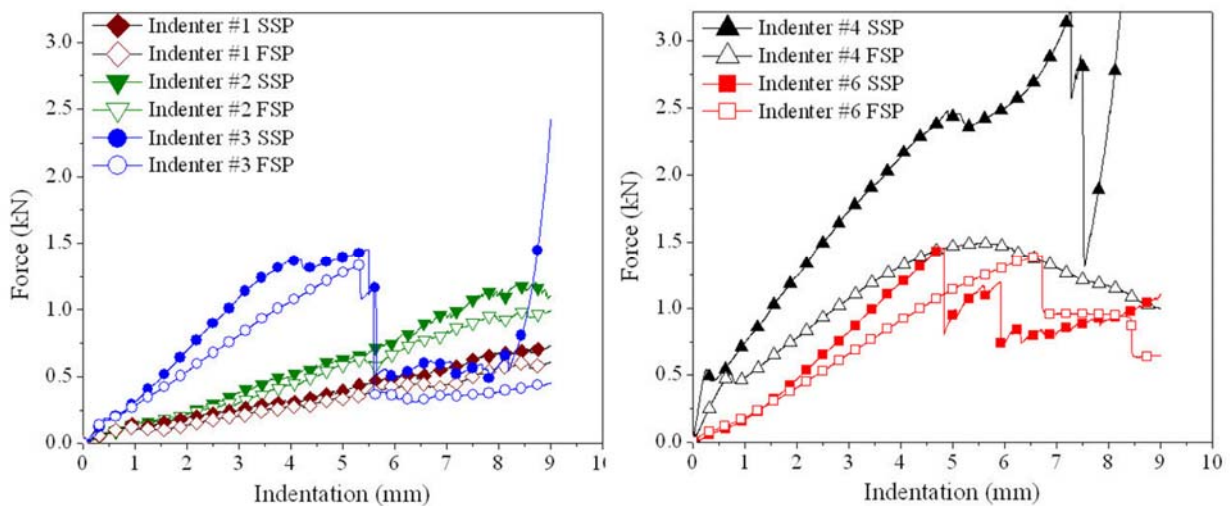 3.0
2.5
2.0
1.5
1.0
0.5
0.0
Force (kN)
Indenter #1 SSP
Indenter #1 FSP
Indenter #2 SSP
Indenter #2 FSP
Indenter #3 SSP
Indenter #3 FSP
0 1 2 3 4 5 6 7 8 9 10
Indentation (mm)
3.0
2.5
2.0
1.5
1.0
0.5
0.0
Force (kN)
Indenter #4 SSP
Indenter #4 FSP
Indenter #6 SSP
Indenter #6 FSP
0 1 2 3 4 5 6 7 8 9 10
Indentation (mm)